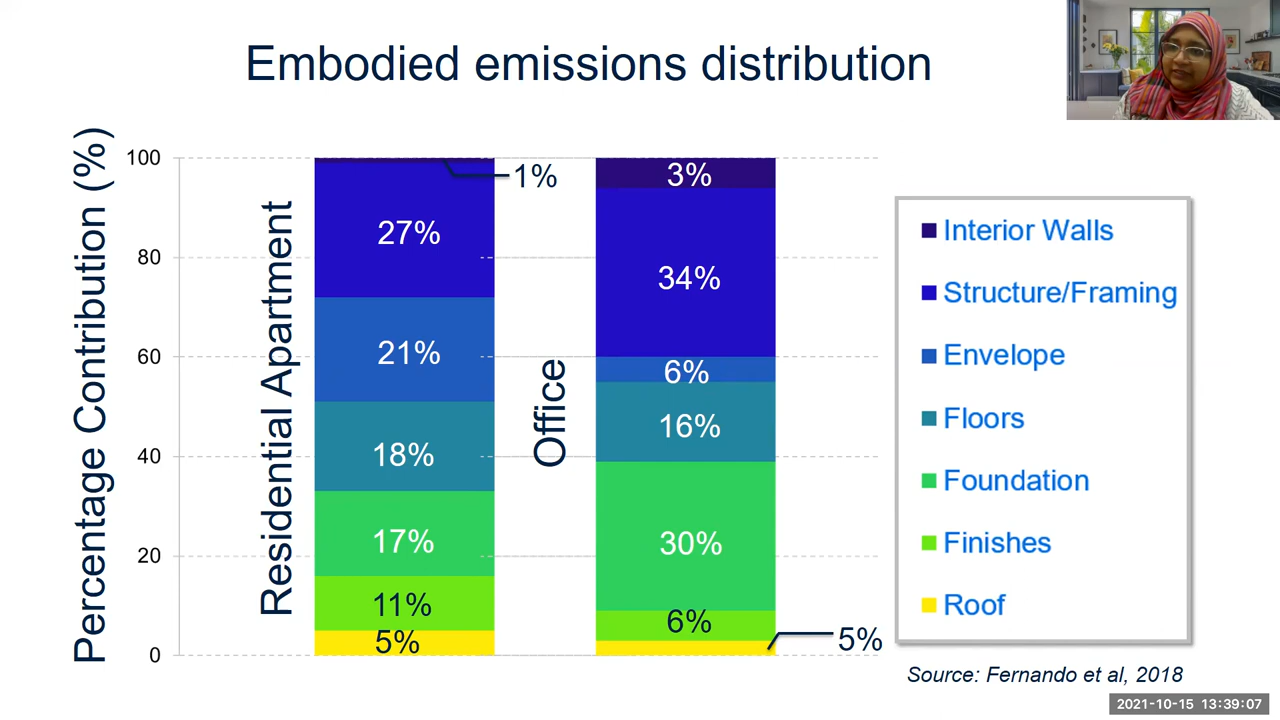 Embodied emissions distribution
Percentage Contribution (%)
100
80
60
40
20
0
Residential Apartment
1%
27%
21%
18%
17%
11%
5%
Office
3%
34%
6%
16%
30%
6%
5%
Interior Walls
Structure/Framing
Envelope
Floors
Foundation
Finishes
Roof
Source: Fernando et al, 2018
2021-10-15 13:39:07